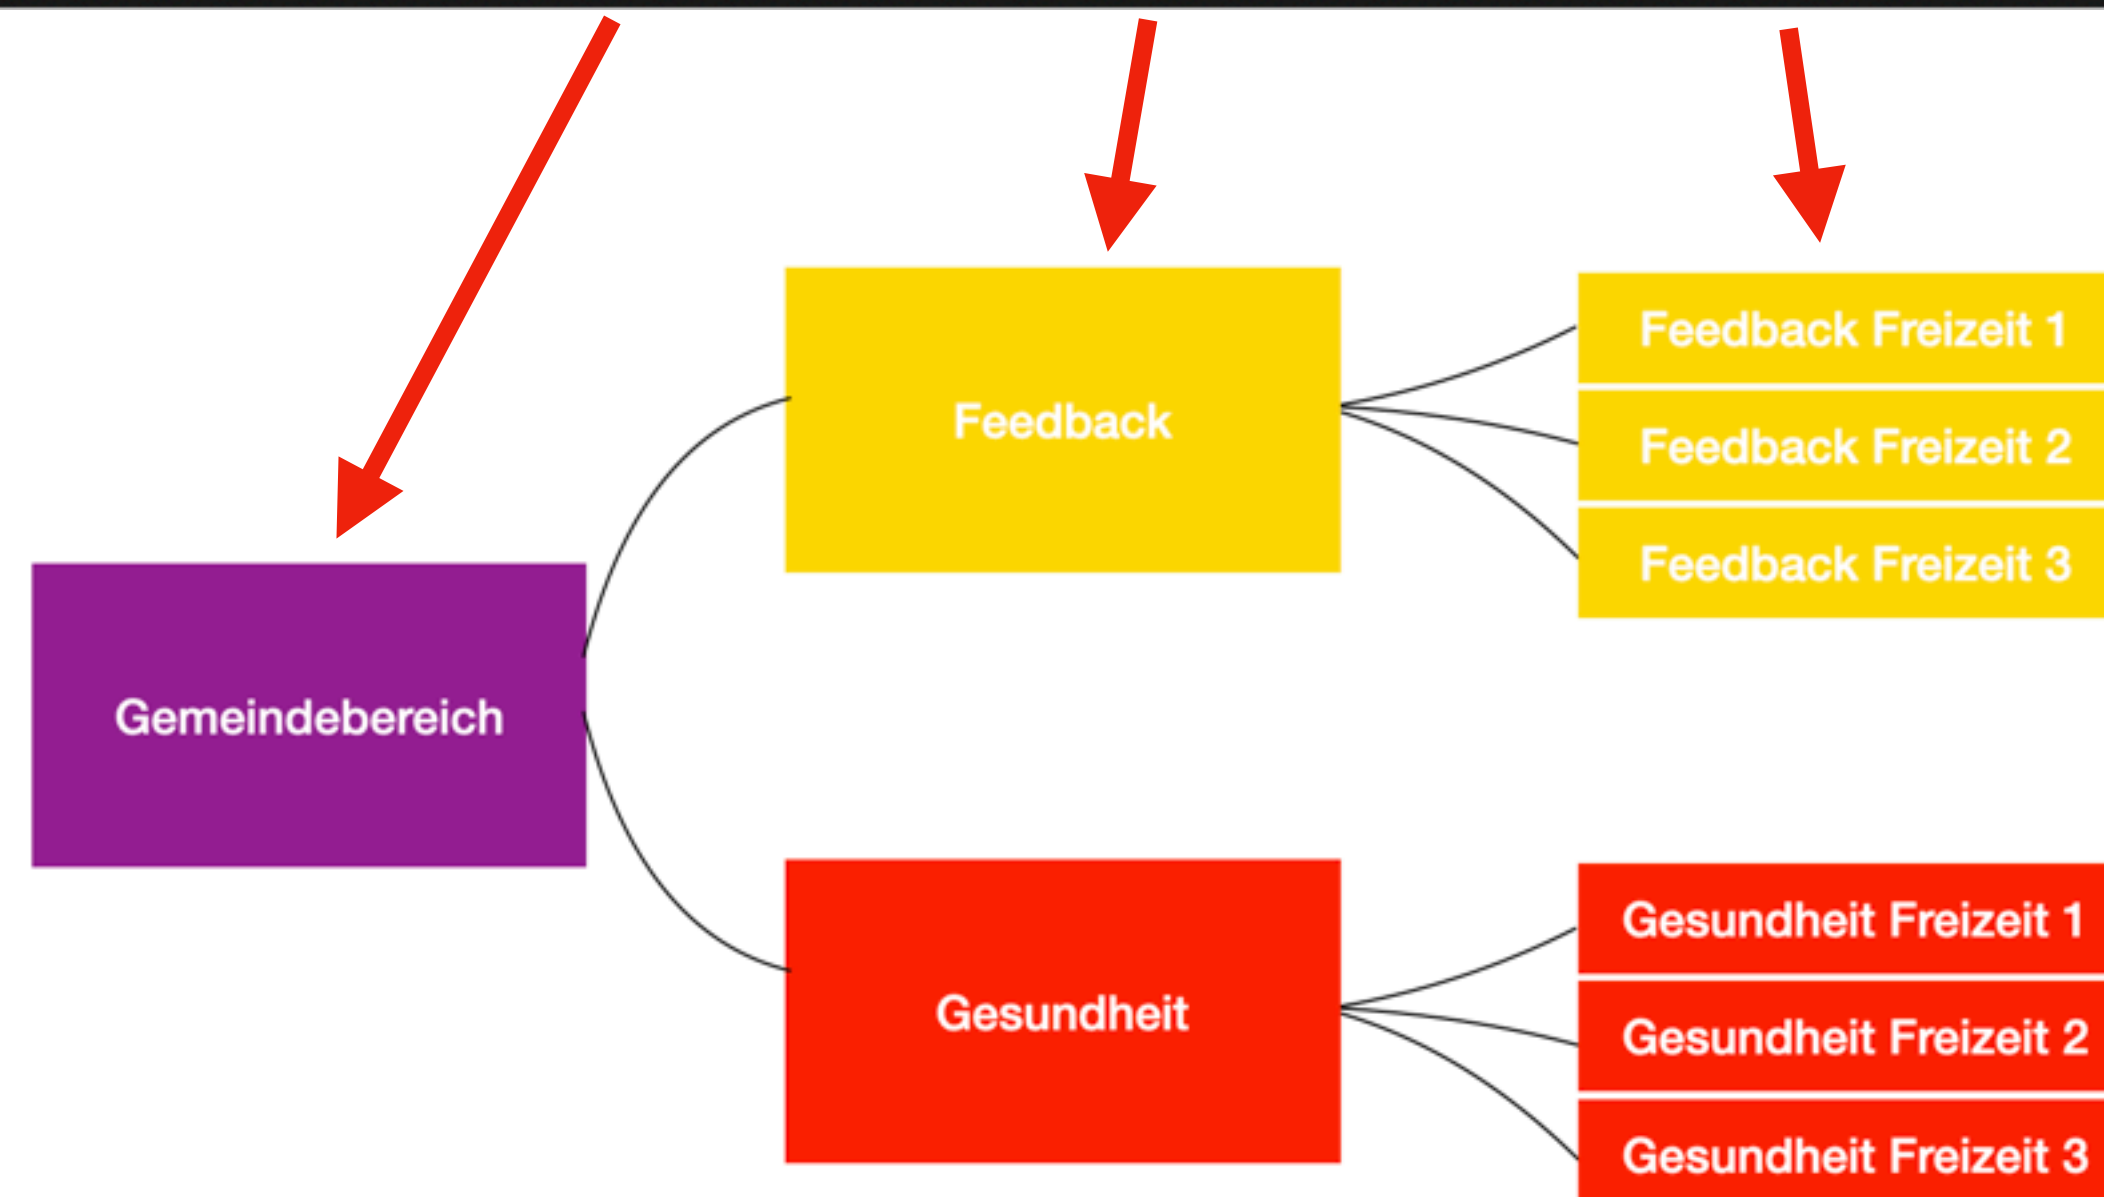 Gemeindebereich
Feedback
Feedback Freizeit 1
Feedback Freizeit 2
Feedback Freizeit 3
Gesundheit
Gesundheit Freizeit 1
Gesundheit Freizeit 2
Gesundheit Freizeit 3